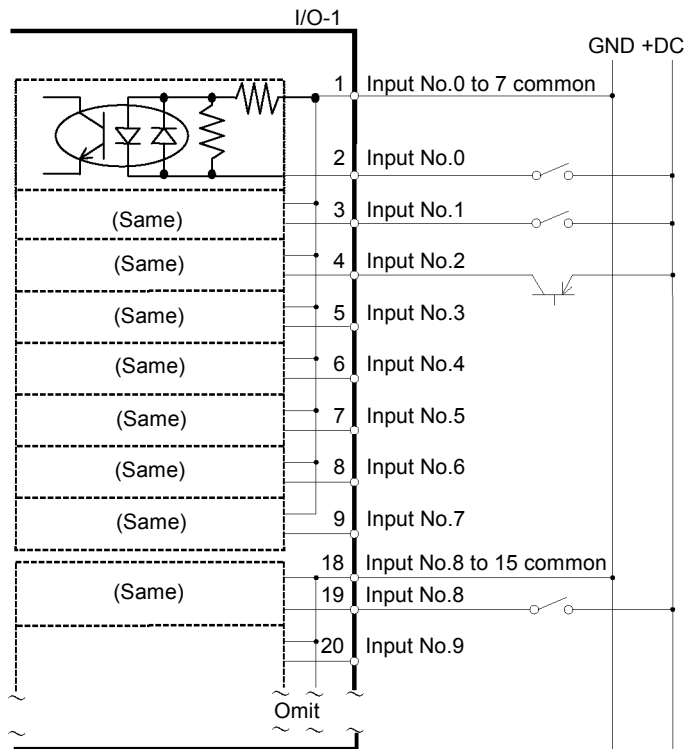 I/O-1
GND +DC
1 Input No.0 to 7 common
2 Input No.0
(Same) 3 Input No.1
(Same) 4 Input No.2
(Same) 5 Input No.3
(Same) 6 Input No.4
(Same) 7 Input No.5
(Same) 8 Input No.6
(Same) 9 Input No.7
18 Input No.8 to 15 common
(Same) 19 Input No.8
20 Input No.9
Omit